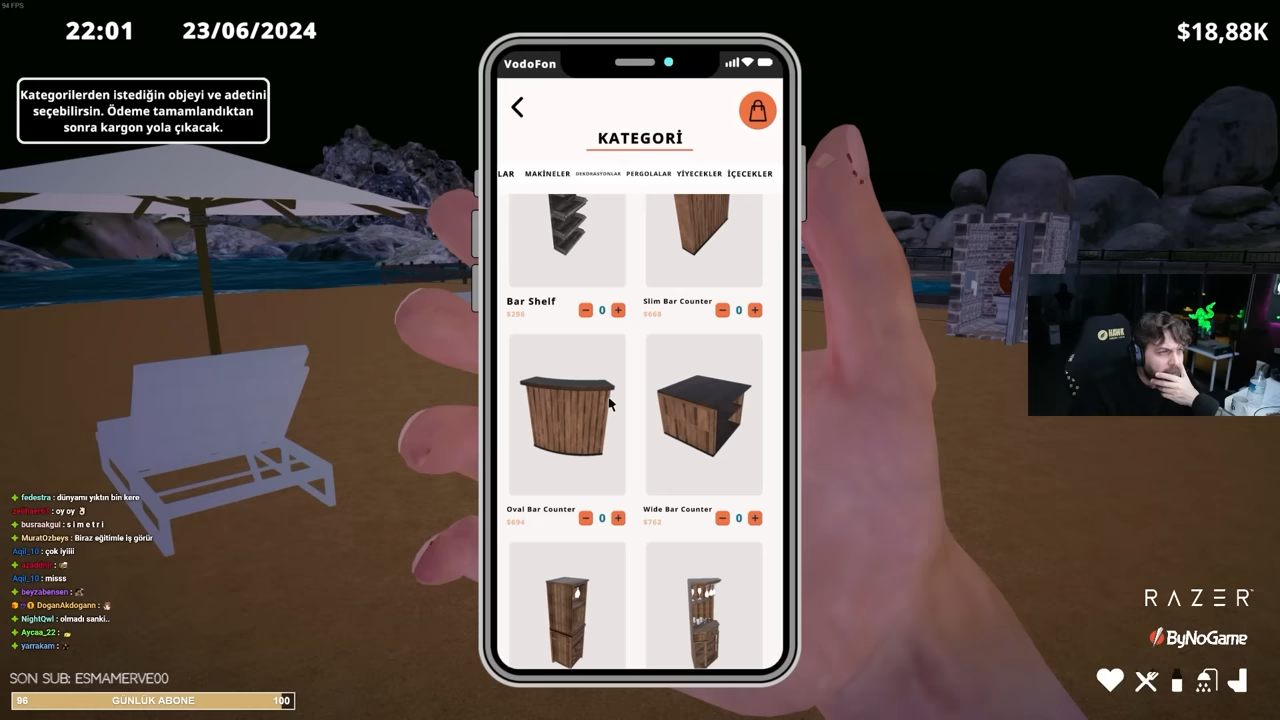 94 FPS
22:01
23/06/2024
$18,88K
Kategorilerden istediğin objeyi ve adetini
seçebilirsin. Ödeme tamamlandıktan
sonra kargon yola çıkacak.
VodoFon
KATEGORİ
LAR MAKİNELER DEKORASYONLAR PERGOLALAR YİYECEKLER İÇECEKLER
Bar Shelf
$296
− 0 +
Slim Bar Counter
$668
− 0 +
Oval Bar Counter
$694
− 0 +
Wide Bar Counter
$762
− 0 +
HAWK
fedestra : dünyamı yıktın bin kere
: oy oy
busraakgul : s i m e t r i
MuratOzbeys : Biraz eğitimle iş görür
Aqil_10 : çok iyiiii
azademr :
Aqil_10 : misss
beyzabensen :
DoganAkdogann :
NightQwl : olmadı sanki..
Aycaa_22 :
yarrakam :
SON SUB: ESMAMERVE00
96 GÜNLÜK ABONE 100
RAZER
ByNoGame